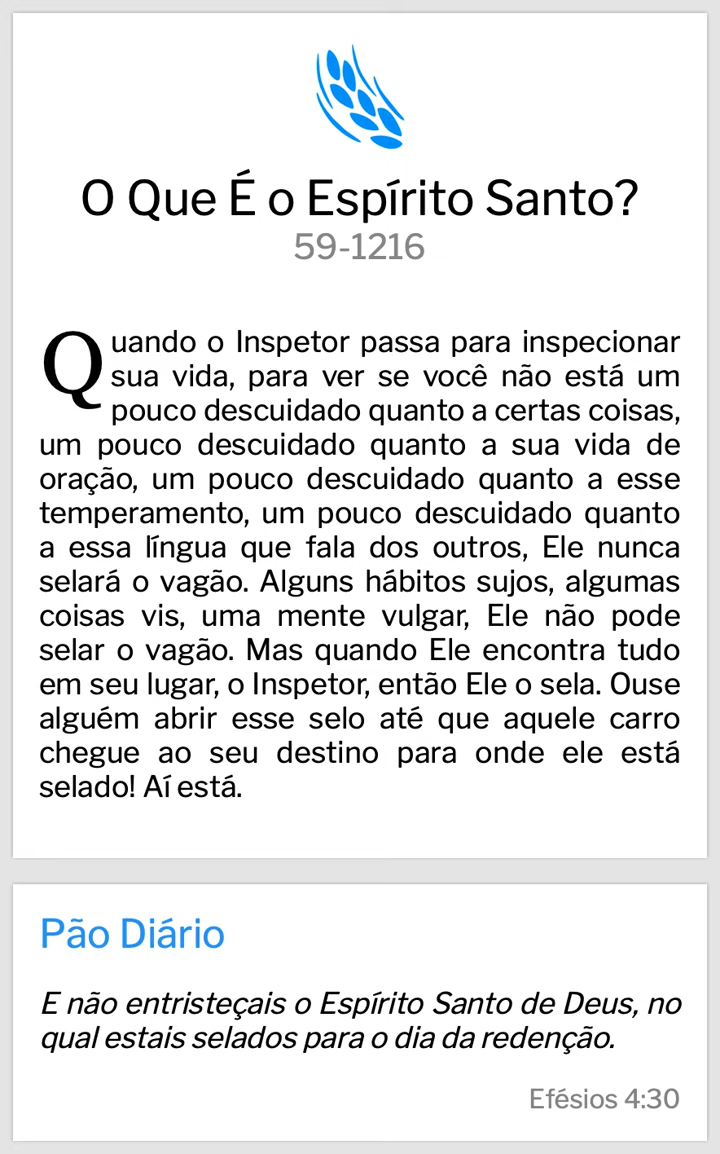 O Que É o Espírito Santo?
59-1216
Quando o Inspetor passa para inspecionar
sua vida, para ver se você não está um
pouco descuidado quanto a certas coisas,
um pouco descuidado quanto a sua vida de
oração, um pouco descuidado quanto a esse
temperamento, um pouco descuidado quanto
a essa língua que fala dos outros, Ele nunca
selará o vagão. Alguns hábitos sujos, algumas
coisas vis, uma mente vulgar, Ele não pode
selar o vagão. Mas quando Ele encontra tudo
em seu lugar, o Inspetor, então Ele o sela. Ouse
alguém abrir esse selo até que aquele carro
chegue ao seu destino para onde ele está
selado! Aí está.
Pão Diário
E não entristeçais o Espírito Santo de Deus, no
qual estais selados para o dia da redenção.
Efésios 4:30